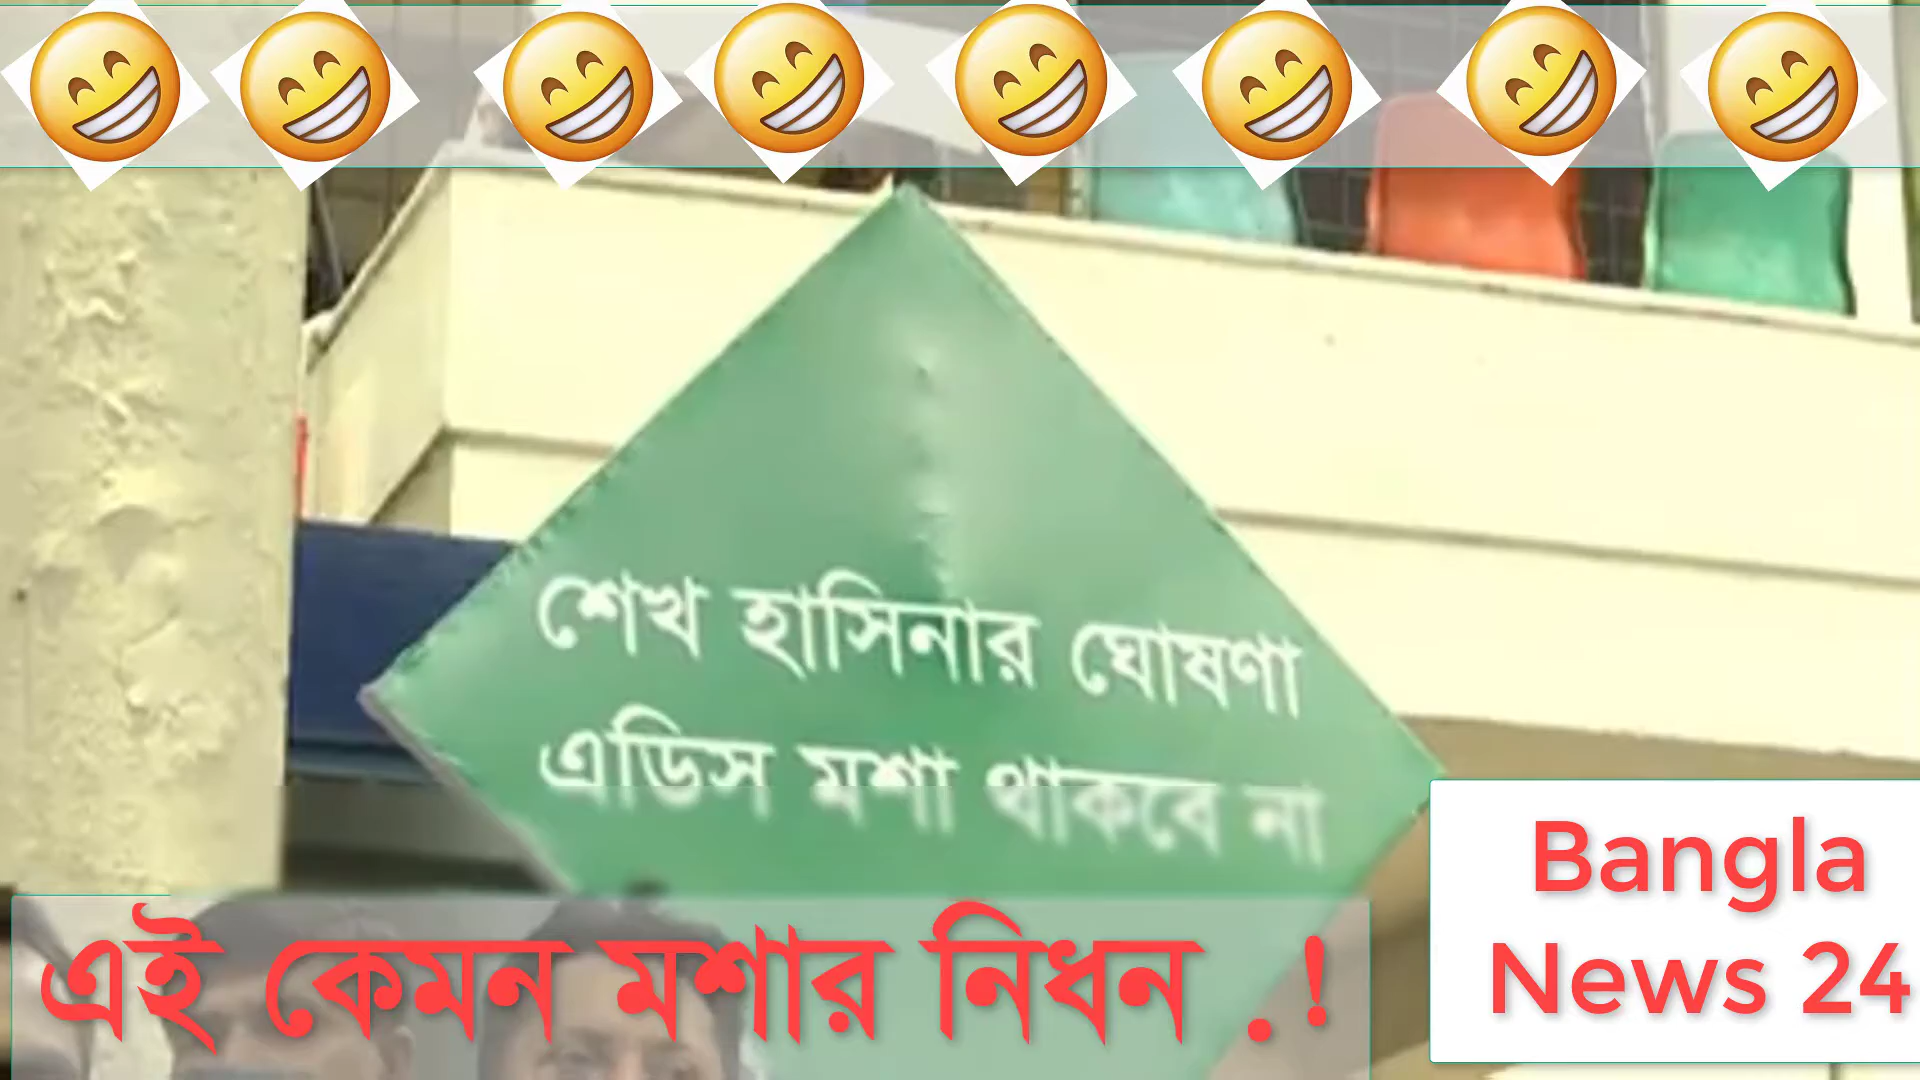 শেখ হাসিনার ঘোষণা
এডিস মশা থাকবে না
এই কেমন মশার নিধন .!
Bangla
News 24